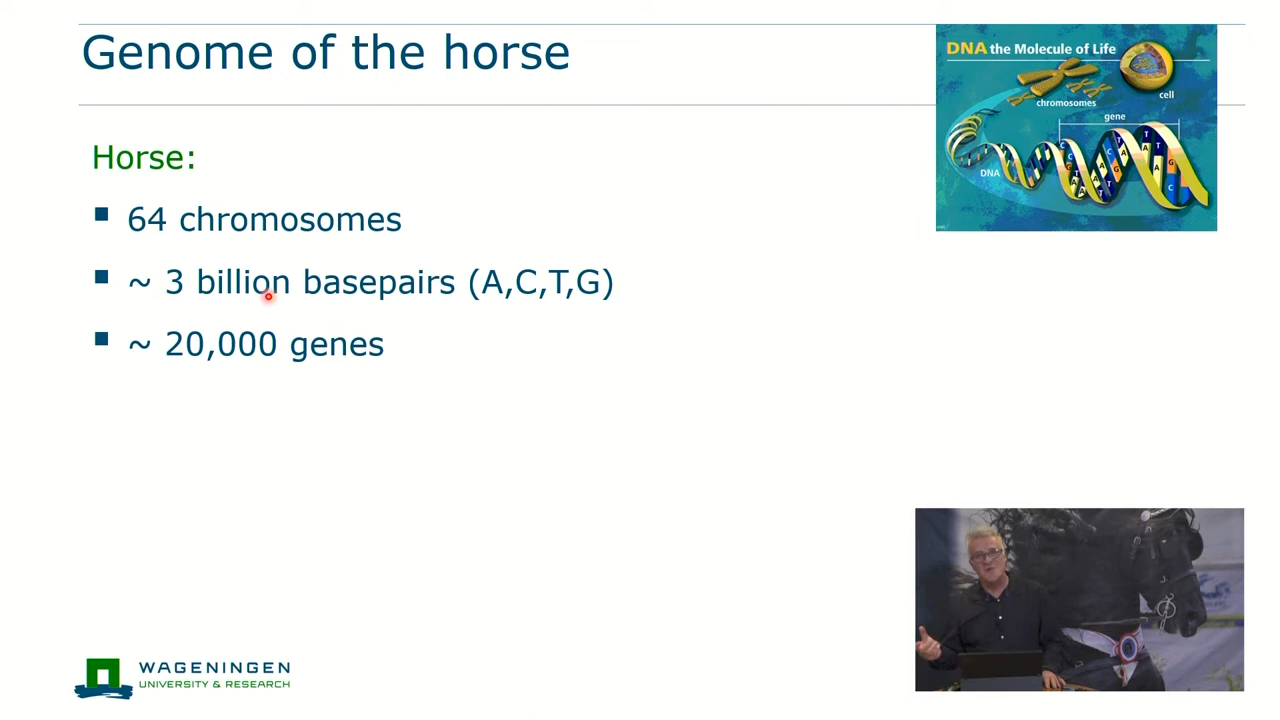 Genome of the horse
Horse:
64 chromosomes
~ 3 billion basepairs (A,C,T,G)
~ 20,000 genes
DNA the Molecule of Life
chromosomes
cell
gene
DNA
WAGENINGEN
UNIVERSITY & RESEARCH